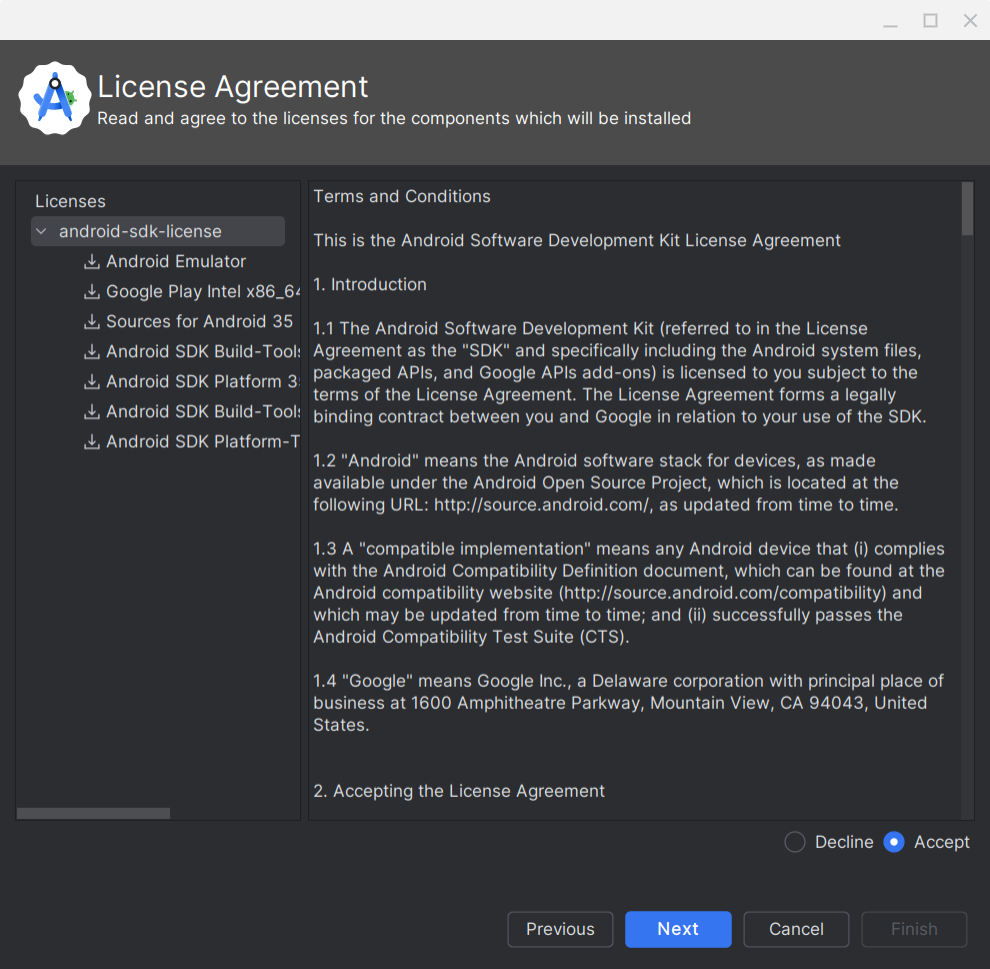 License Agreement
Read and agree to the licenses for the components which will be installed
Licenses
android-sdk-license
Android Emulator
Google Play Intel x86_64
Sources for Android 35
Android SDK Build-Tools
Android SDK Platform
Android SDK Build-Tools
Android SDK Platform-T
Terms and Conditions
This is the Android Software Development Kit License Agreement
1. Introduction
1.1 The Android Software Development Kit (referred to in the License
Agreement as the "SDK" and specifically including the Android system files,
packaged APIs, and Google APIs add-ons) is licensed to you subject to the
terms of the License Agreement. The License Agreement forms a legally
binding contract between you and Google in relation to your use of the SDK.
1.2 "Android" means the Android software stack for devices, as made
available under the Android Open Source Project, which is located at the
following URL: http://source.android.com/, as updated from time to time.
1.3 A "compatible implementation" means any Android device that (i) complies
with the Android Compatibility Definition document, which can be found at the
Android compatibility website (http://source.android.com/compatibility) and
which may be updated from time to time; and (ii) successfully passes the
Android Compatibility Test Suite (CTS).
1.4 "Google" means Google Inc., a Delaware corporation with principal place of
business at 1600 Amphitheatre Parkway, Mountain View, CA 94043, United
States.
2. Accepting the License Agreement
Decline
Accept
Previous
Next
Cancel
Finish